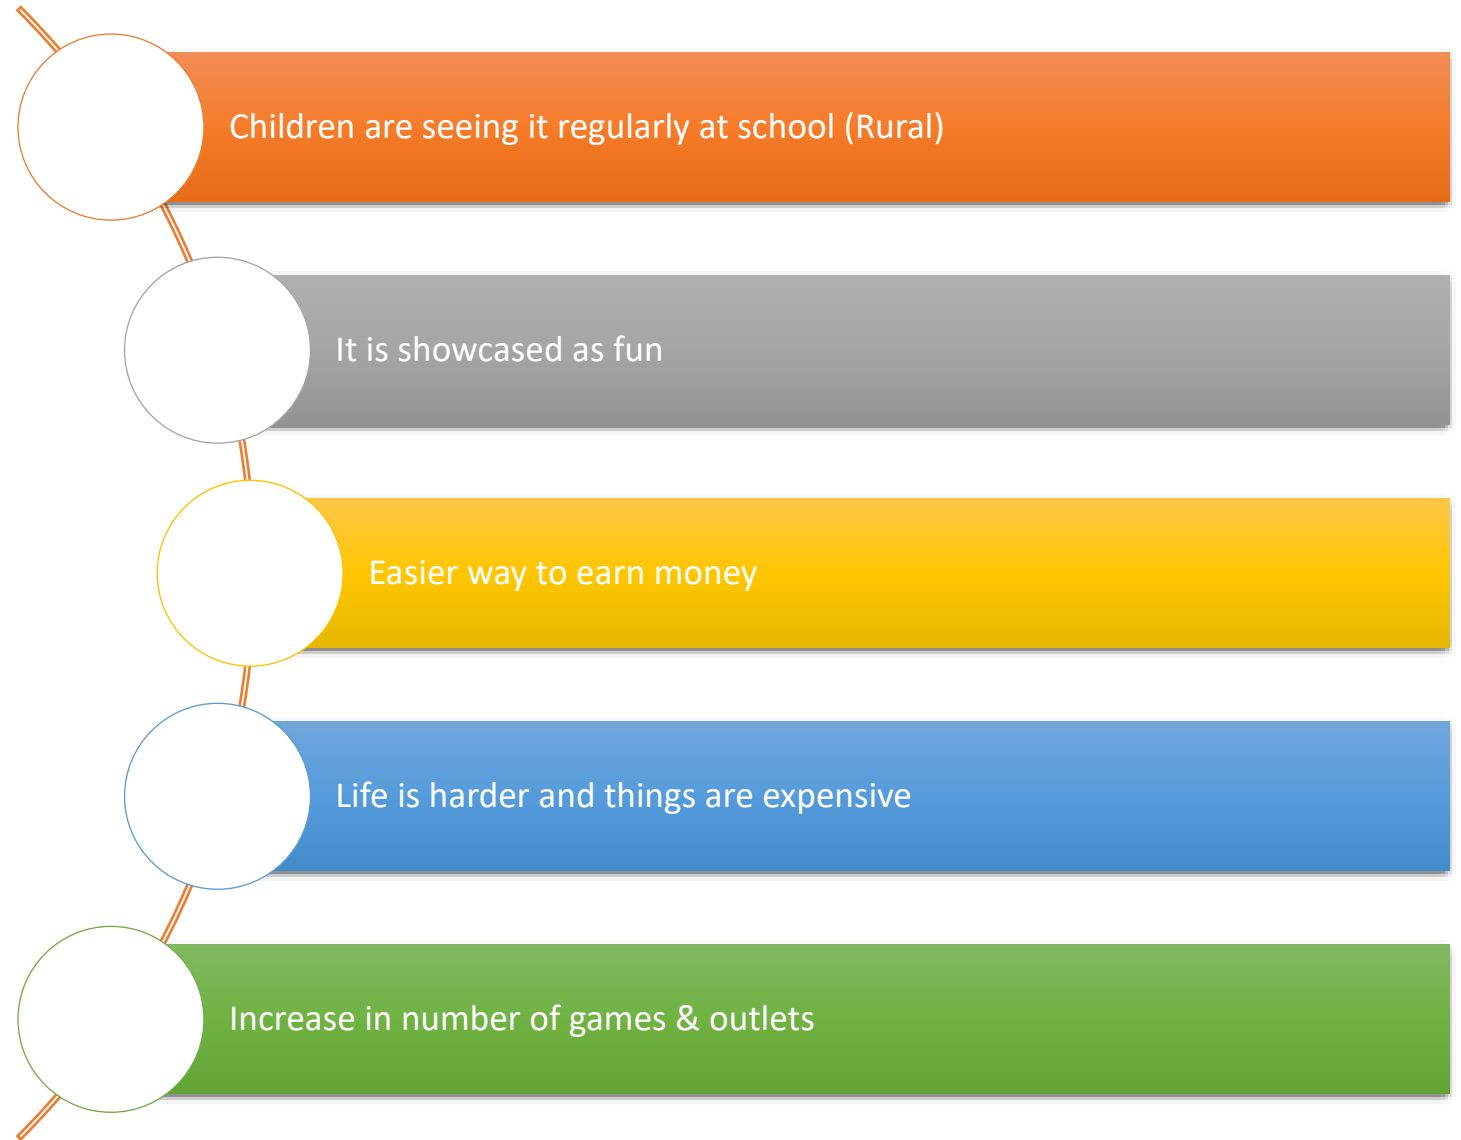 Children are seeing it regularly at school (Rural)
It is showcased as fun
Easier way to earn money
Life is harder and things are expensive
Increase in number of games & outlets